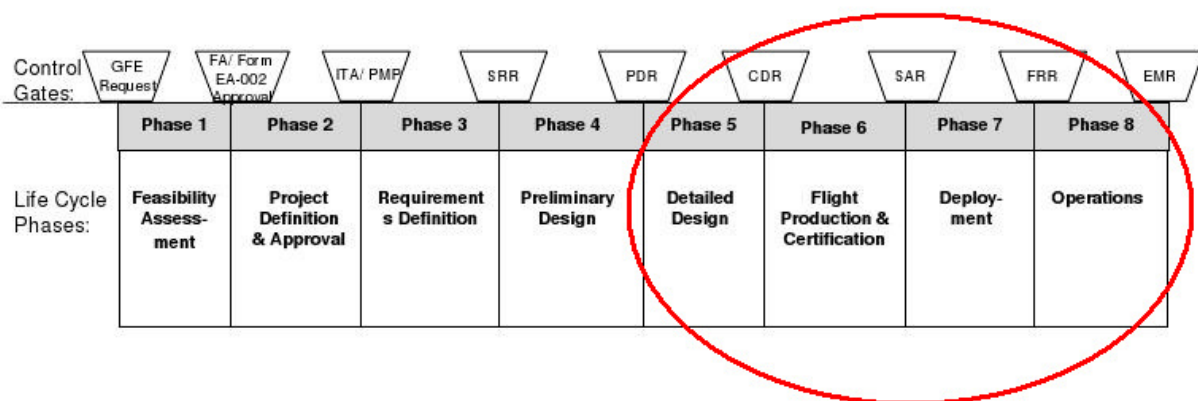 Control
Gates:
GFE
Request
FA/ Form
EA-002
Approval
ITA/ PMP
SRR
PDR
CDR
SAR
FRR
EMR
Phase 1
Phase 2
Phase 3
Phase 4
Phase 5
Phase 6
Phase 7
Phase 8
Life Cycle
Phases:
Feasibility
Assess-
ment
Project
Definition
& Approval
Requirement
s Definition
Preliminary
Design
Detailed
Design
Flight
Production &
Certification
Deploy-
ment
Operations